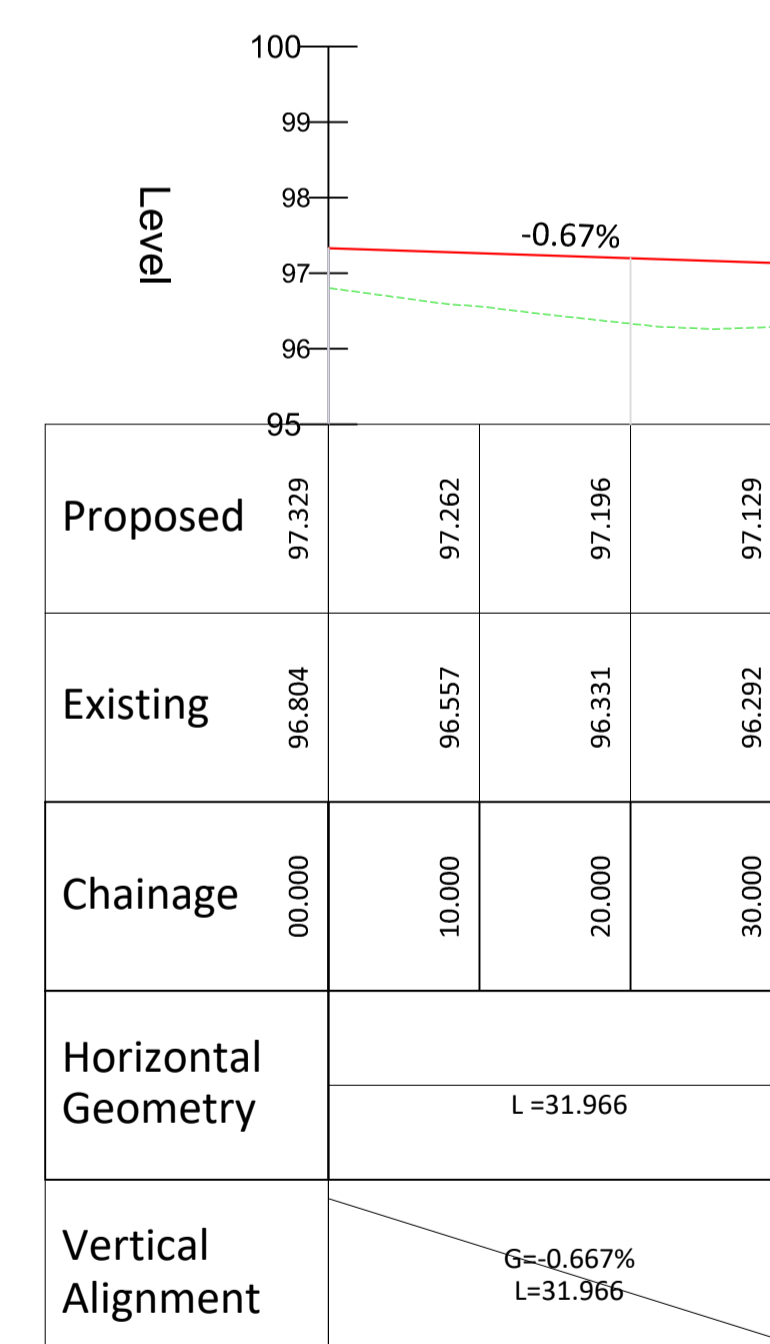 100
99
98
Level
-0.67%
97
96
95
Proposed 97.329 97.262 97.196 97.129
Existing 96.804 96.557 96.331 96.292
Chainage 00.000 10.000 20.000 30.000
Horizontal
Geometry
L =31.966
Vertical
Alignment
G=-0.667%
L=31.966